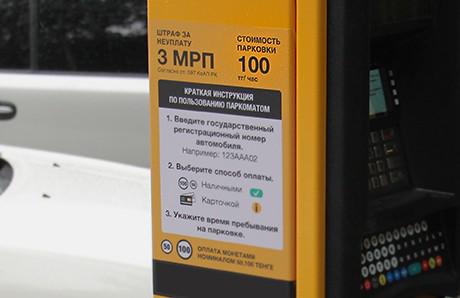 ШТРАФ ЗА
НЕУПЛАТУ
3 МРП
Согласно ст. 597 КоАП РК
СТОИМОСТЬ
ПАРКОВКИ
100
тг/ час
КРАТКАЯ ИНСТРУКЦИЯ
ПО ПОЛЬЗОВАНИЮ ПАРКОМАТОМ
1. Введите государственный
регистрационный номер
автомобиля.
Например: 123ААА02
2. Выберите способ оплаты.
50 100 Наличными
Карточкой
3. Укажите время пребывания
на парковке.
50 100 ОПЛАТА МОНЕТАМИ
НОМИНАЛОМ 50,100 ТЕНГЕ